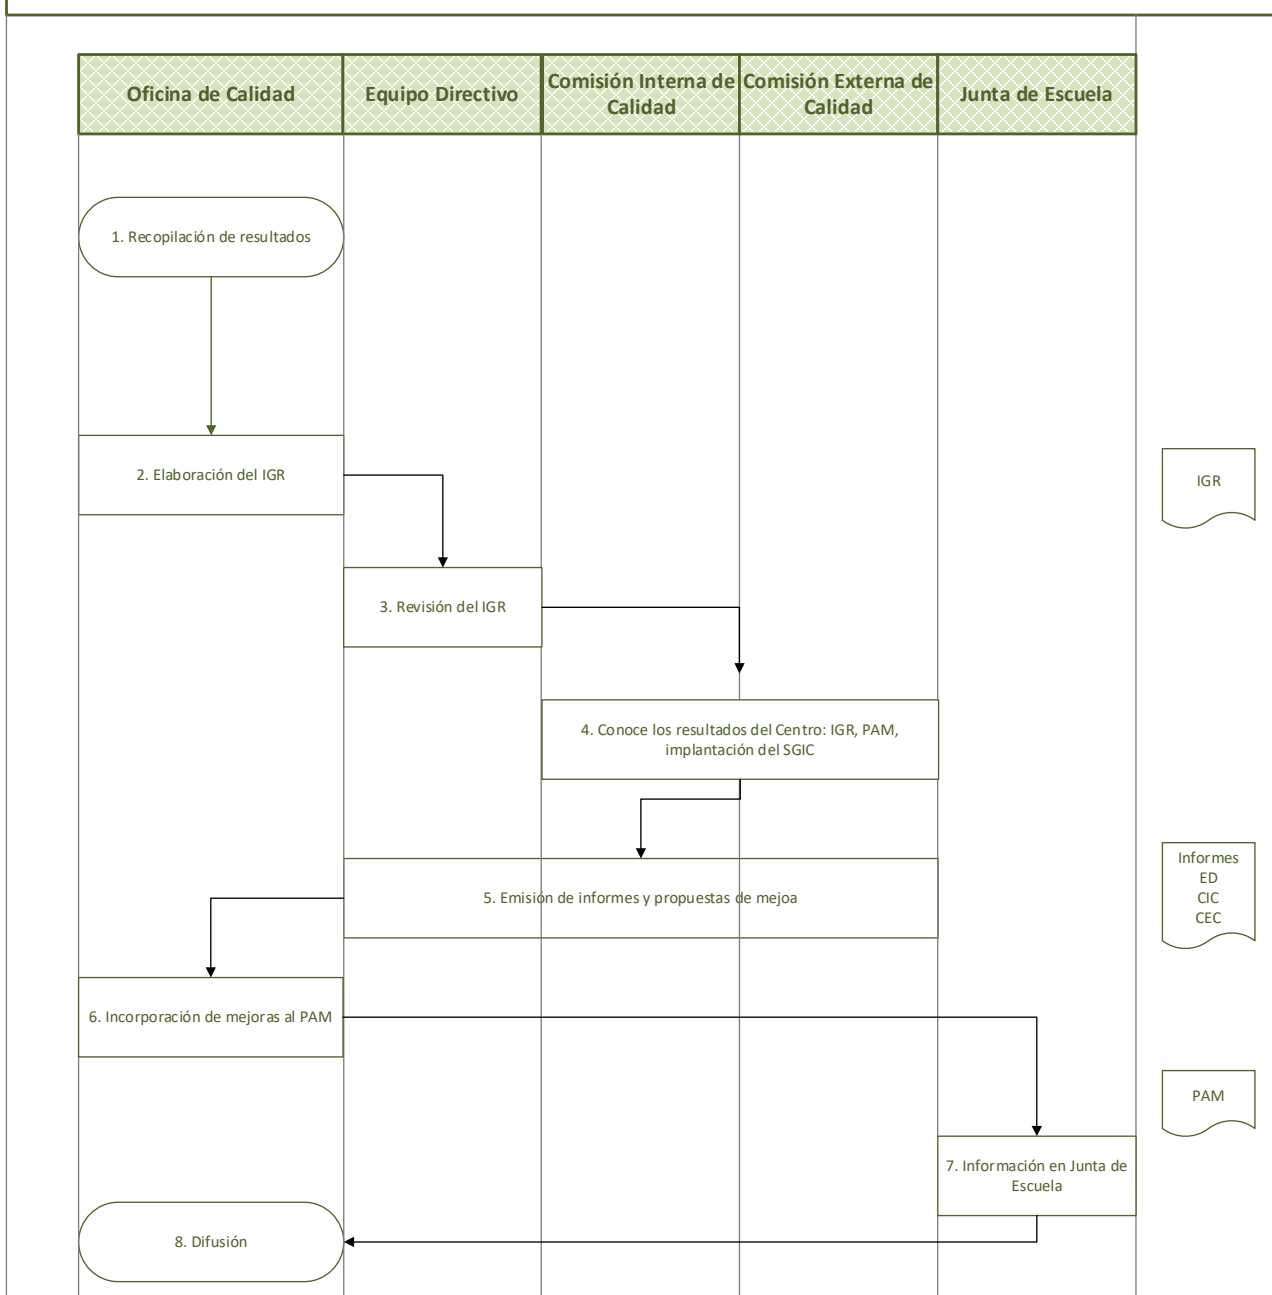 Oficina de Calidad
Equipo Directivo
Comisión Interna de
Calidad
Comisión Externa de
Calidad
Junta de Escuela
1. Recopilación de resultados
2. Elaboración del IGR
IGR
3. Revisión del IGR
4. Conoce los resultados del Centro: IGR, PAM,
implantación del SGIC
5. Emisión de informes y propuestas de mejoa
Informes
ED
CIC
CEC
6. Incorporación de mejoras al PAM
PAM
7. Información en Junta de
Escuela
8. Difusión